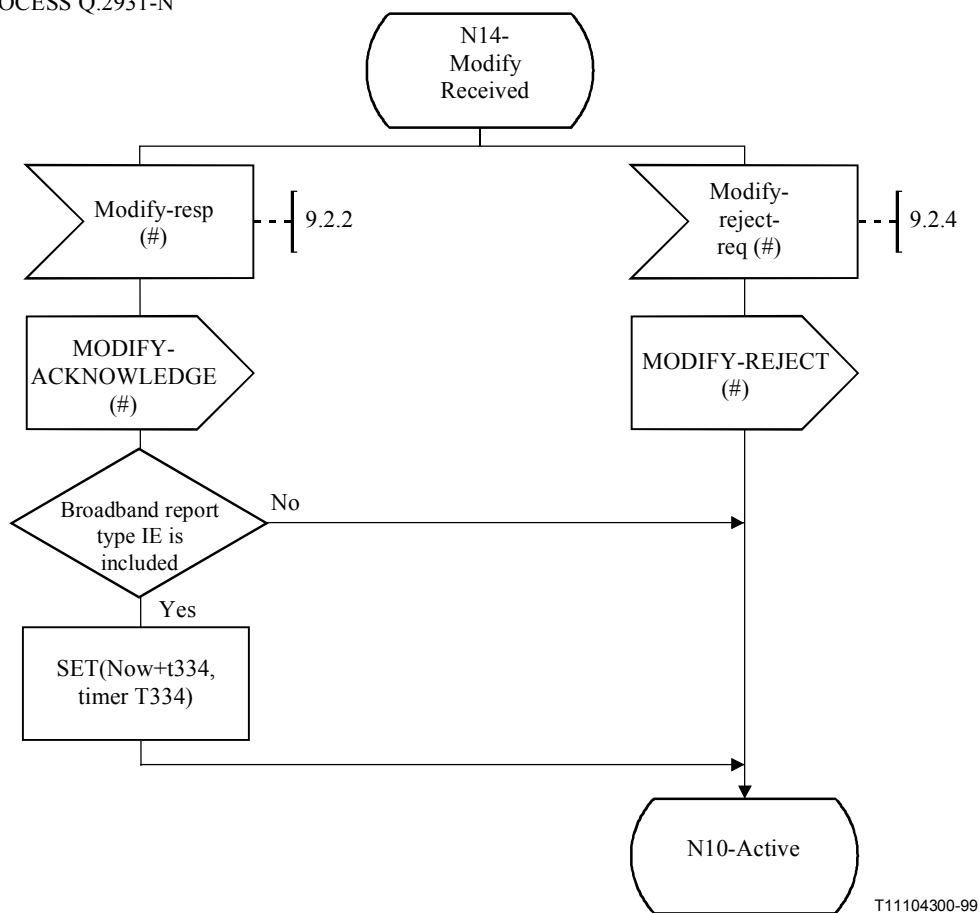 OCESS Q.2931-N
N14-
Modify
Received
Modify-resp
(#)
9.2.2
Modify-
reject-
req (#)
9.2.4
MODIFY-
ACKNOWLEDGE
(#)
MODIFY-REJECT
(#)
Broadband report
type IE is
included
No
Yes
SET(Now+t334,
timer T334)
N10-Active
T11104300-99